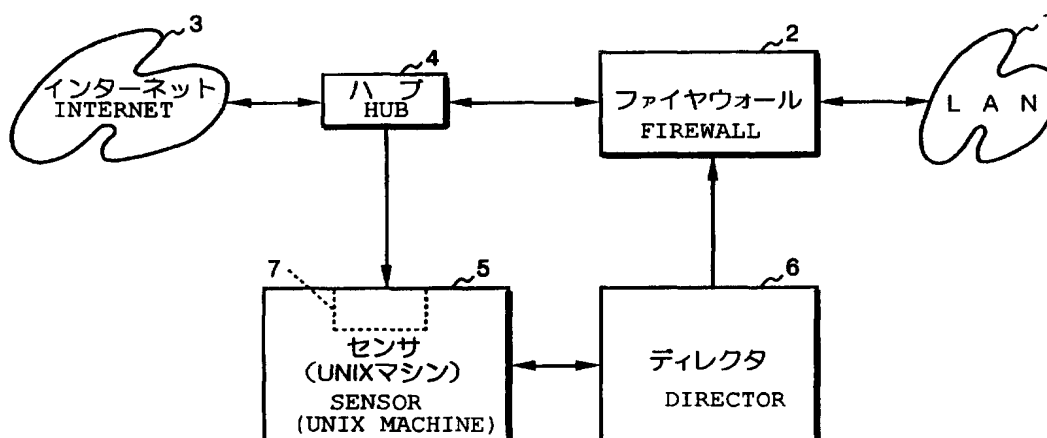 3
インターネット
INTERNET
4
ハブ
HUB
2
ファイヤウォール
FIREWALL
L A N
7
5
センサ
(UNIXマシン)
SENSOR
(UNIX MACHINE)
6
ディレクタ
DIRECTOR